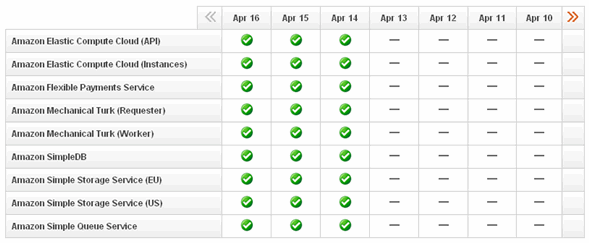 Apr 16 Apr 15 Apr 14 Apr 13 Apr 12 Apr 11 Apr 10
Amazon Elastic Compute Cloud (API) — — — —
Amazon Elastic Compute Cloud (Instances) — — — —
Amazon Flexible Payments Service — — — —
Amazon Mechanical Turk (Requester) — — — —
Amazon Mechanical Turk (Worker) — — — —
Amazon SimpleDB — — — —
Amazon Simple Storage Service (EU) — — — —
Amazon Simple Storage Service (US) — — — —
Amazon Simple Queue Service — — — —